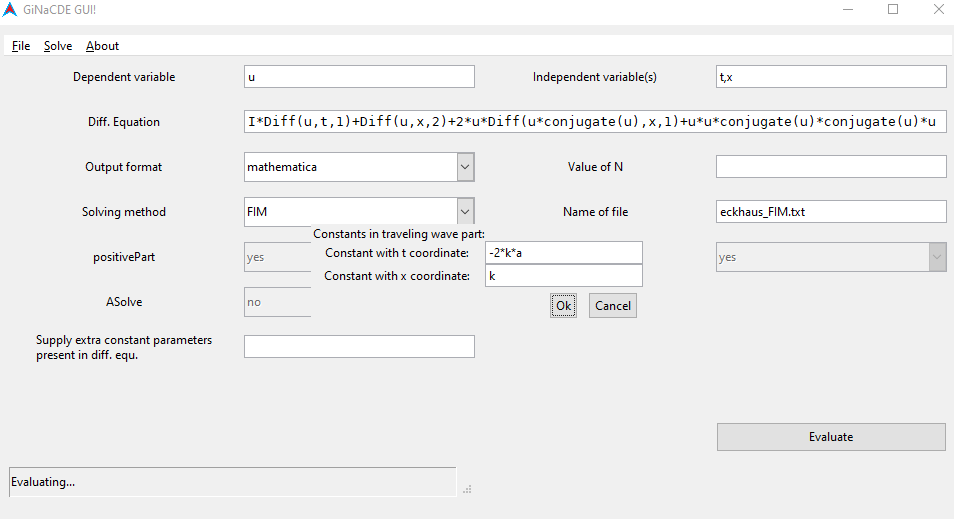 GiNaCDE GUI!
File Solve About
Dependent variable u Independent variable(s) t,x
Diff. Equation I*Diff(u,t,1)+Diff(u,x,2)+2*u*Diff(u*conjugate(u),x,1)+u*u*conjugate(u)*conjugate(u)*u
Output format mathematica Value of N
Solving method FIM Name of file eckhaus_FIM.txt
Constants in traveling wave part:
positivePart yes Constant with t coordinate: -2*k*a yes
Constant with x coordinate: k
ASolve no Ok Cancel
Supply extra constant parameters
present in diff. equ.
Evaluate
Evaluating...